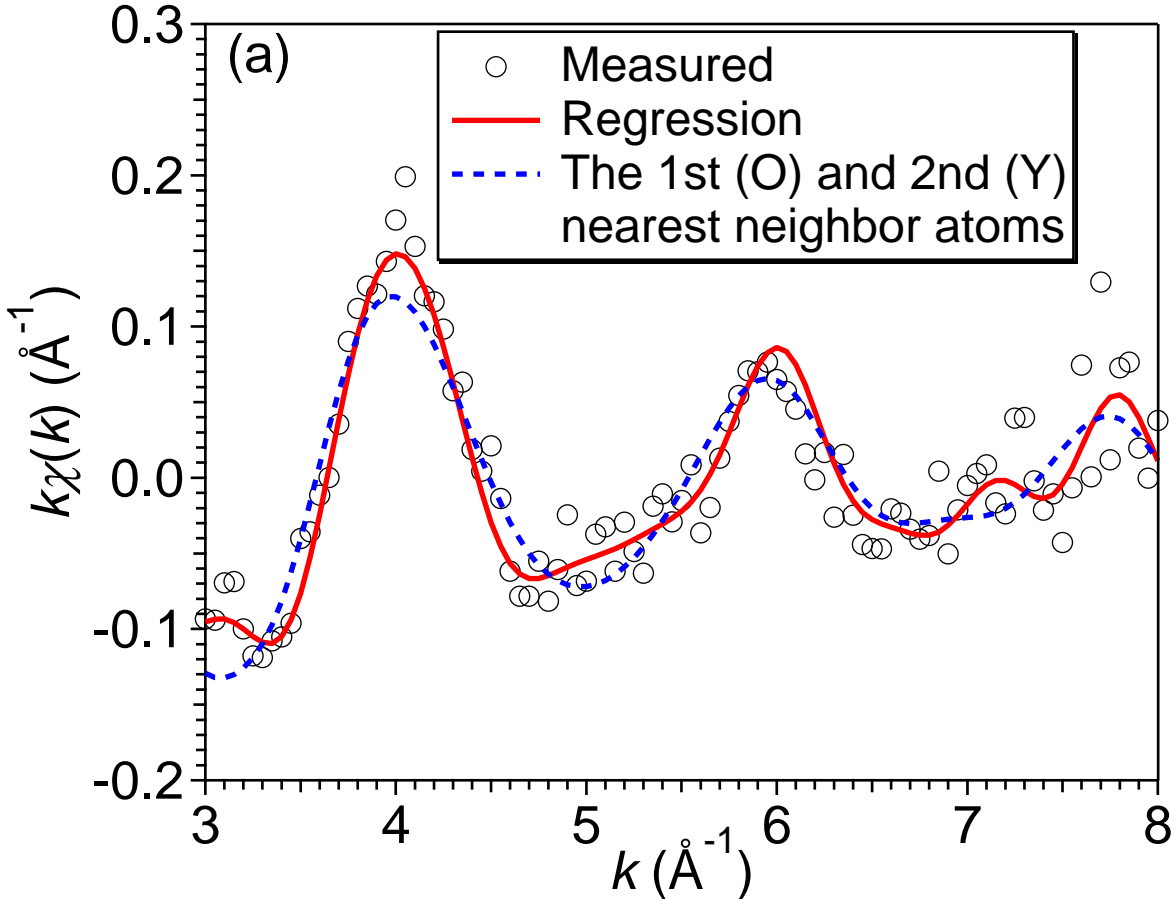 (a)
Measured
Regression
The 1st (O) and 2nd (Y)
nearest neighbor atoms
0.3
0.2
0.1
0.0
-0.1
-0.2
kχ(k) (Å⁻¹)
3 4 5 6 7 8
k (Å⁻¹)